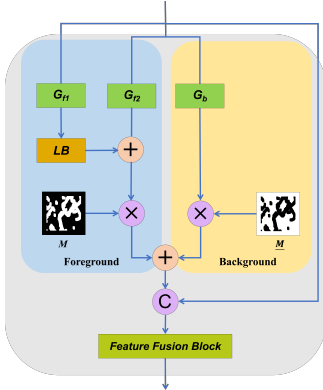 G_f1 G_f2 G_b
LB +
× ×
M M
Foreground + Background
C
Feature Fusion Block